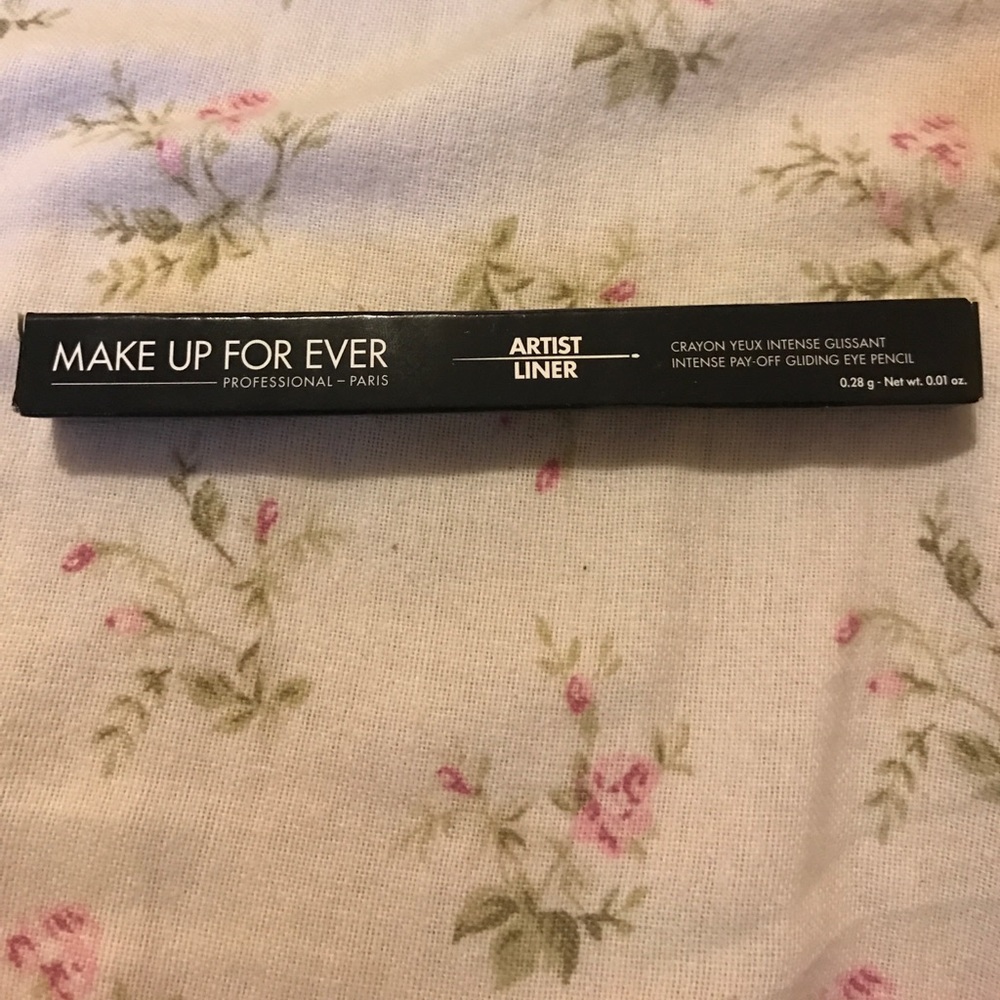 MAKE UP FOR EVER
PROFESSIONAL – PARIS
ARTIST
LINER
CRAYON YEUX INTENSE GLISSANT
INTENSE PAY-OFF GLIDING EYE PENCIL
0.28 g - Net wt. 0.01 oz.